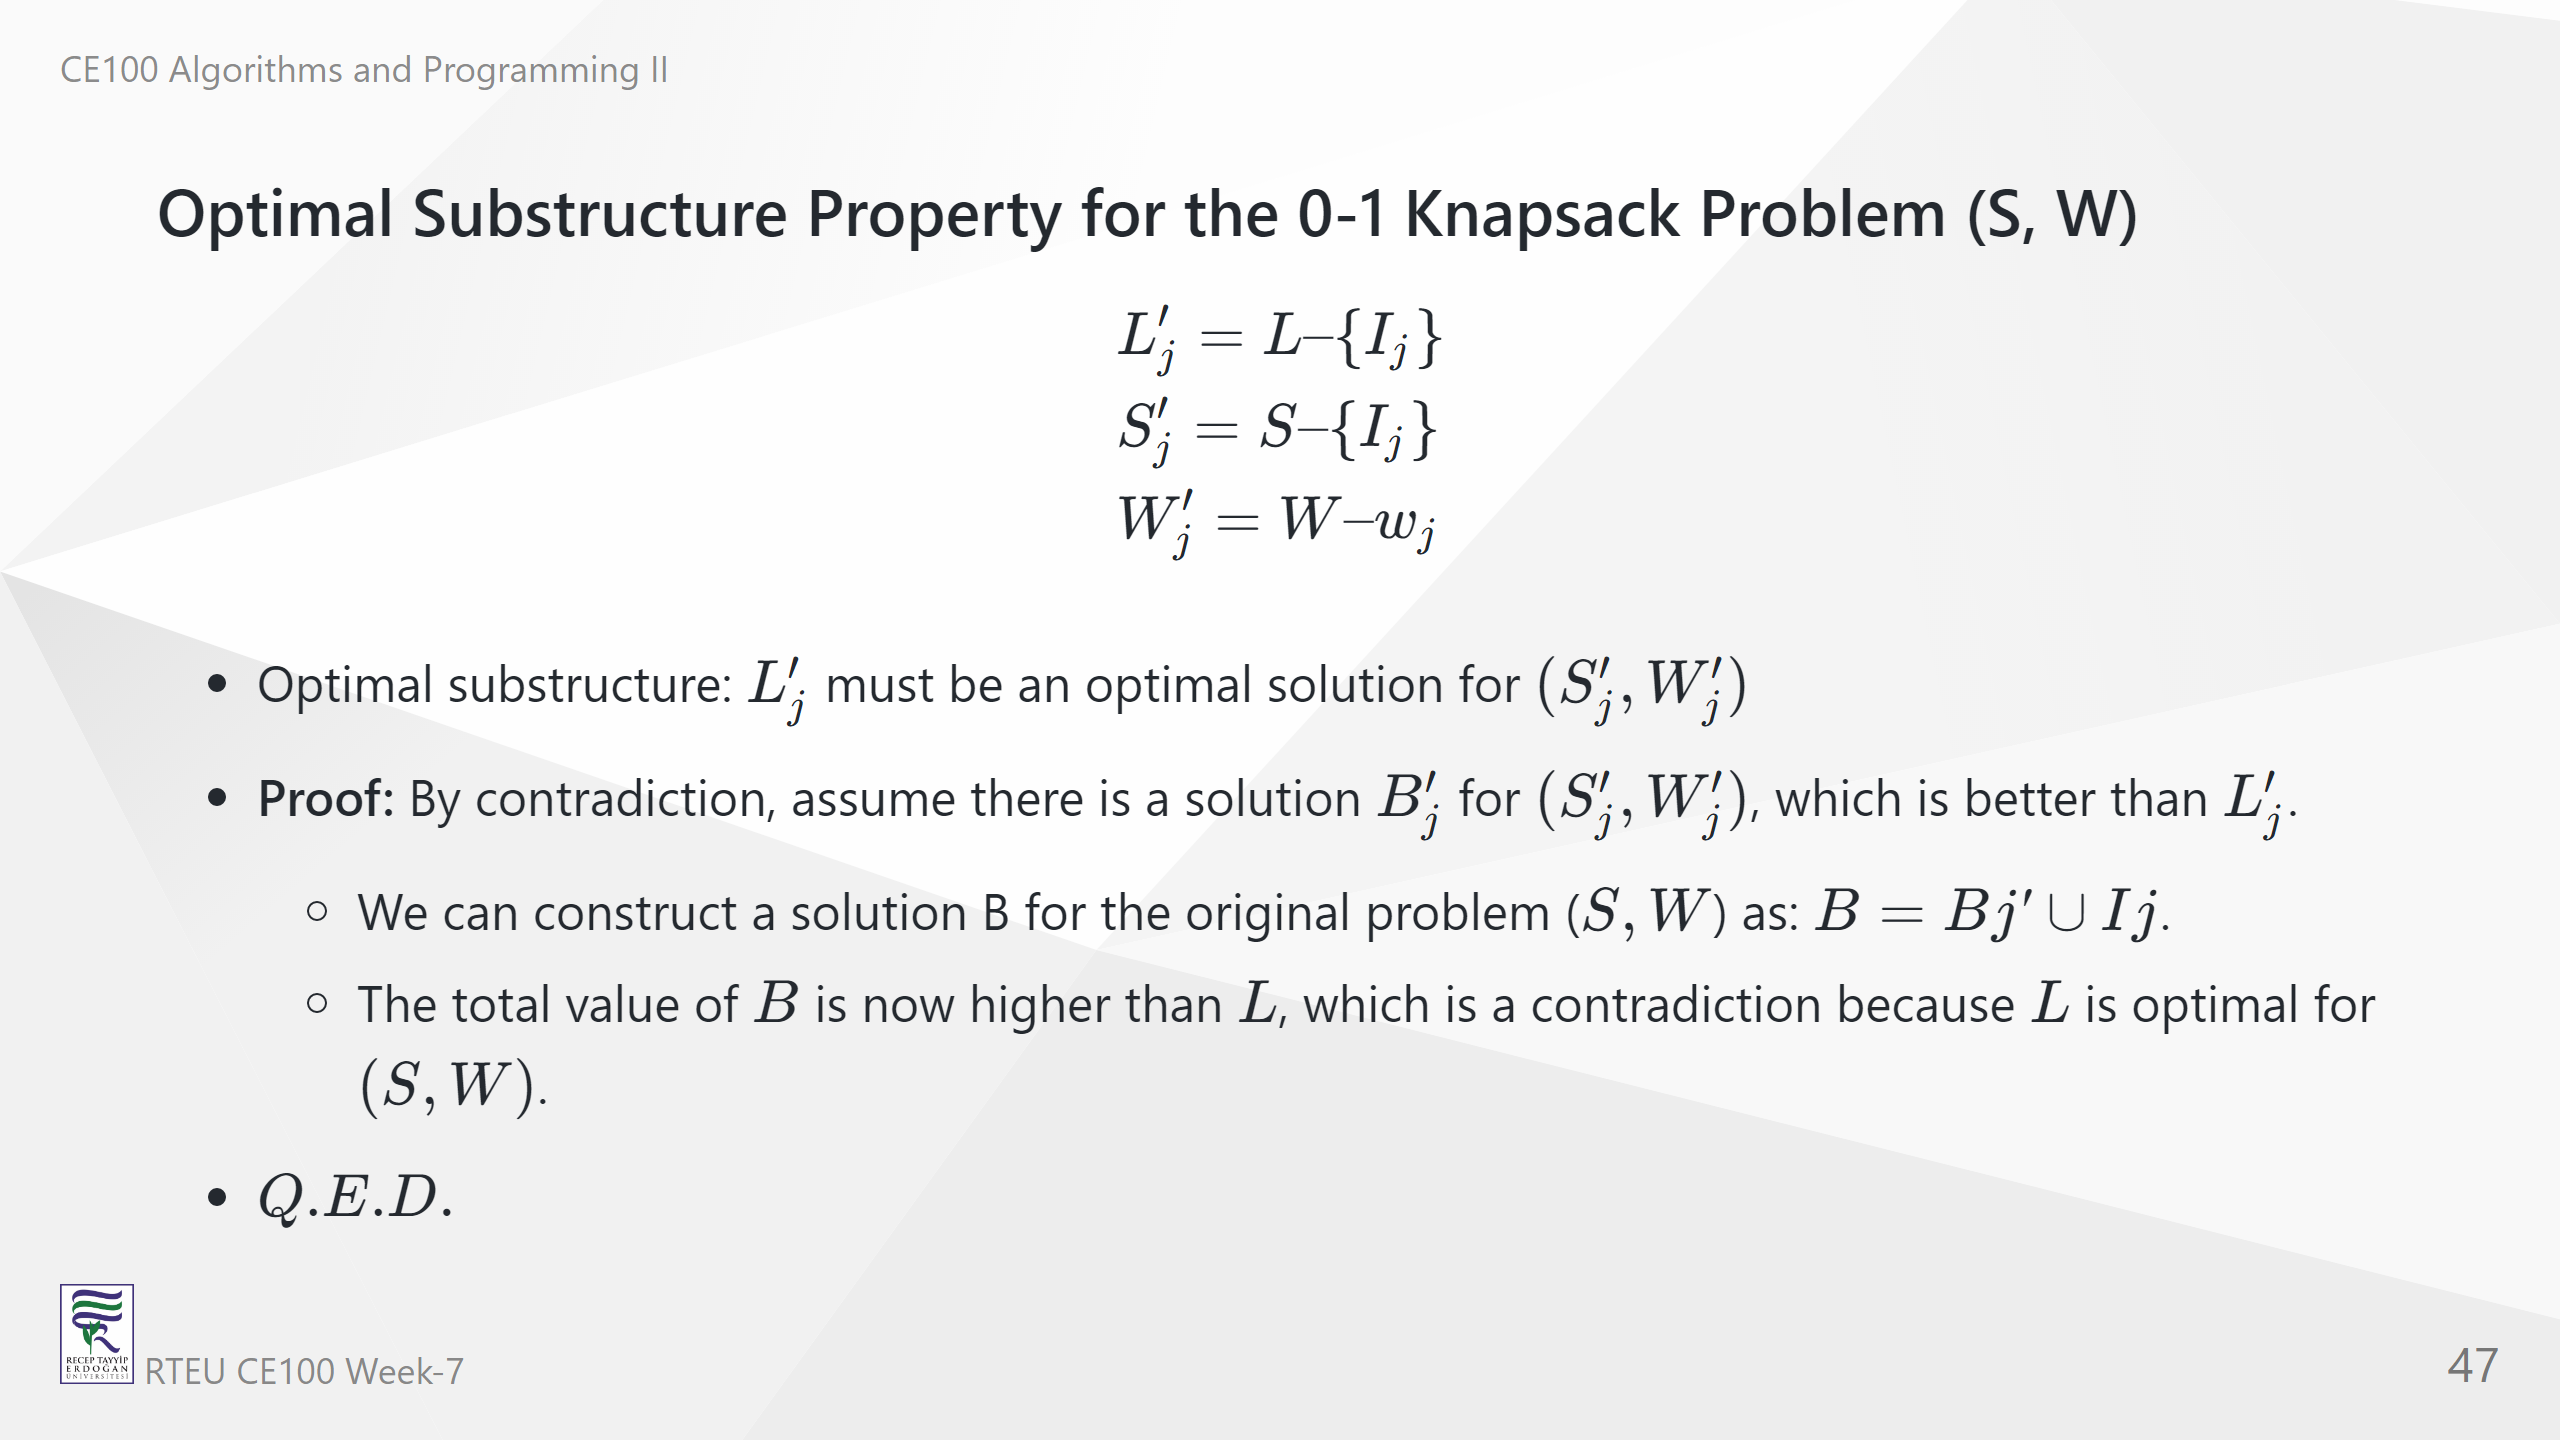 CE100 Algorithms and Programming II
Optimal Substructure Property for the 0-1 Knapsack Problem (S, W)
L′_j = L–{I_j}
S′_j = S–{I_j}
W′_j = W–w_j
• Optimal substructure: L′_j must be an optimal solution for (S′_j, W′_j)
• Proof: By contradiction, assume there is a solution B′_j for (S′_j, W′_j), which is better than L′_j.
○ We can construct a solution B for the original problem (S, W) as: B = Bj′ ∪ Ij.
○ The total value of B is now higher than L, which is a contradiction because L is optimal for
(S, W).
• Q.E.D.
RECEP TAYYİP
ERDOĞAN
ÜNİVERSİTESİ
RTEU CE100 Week-7
47